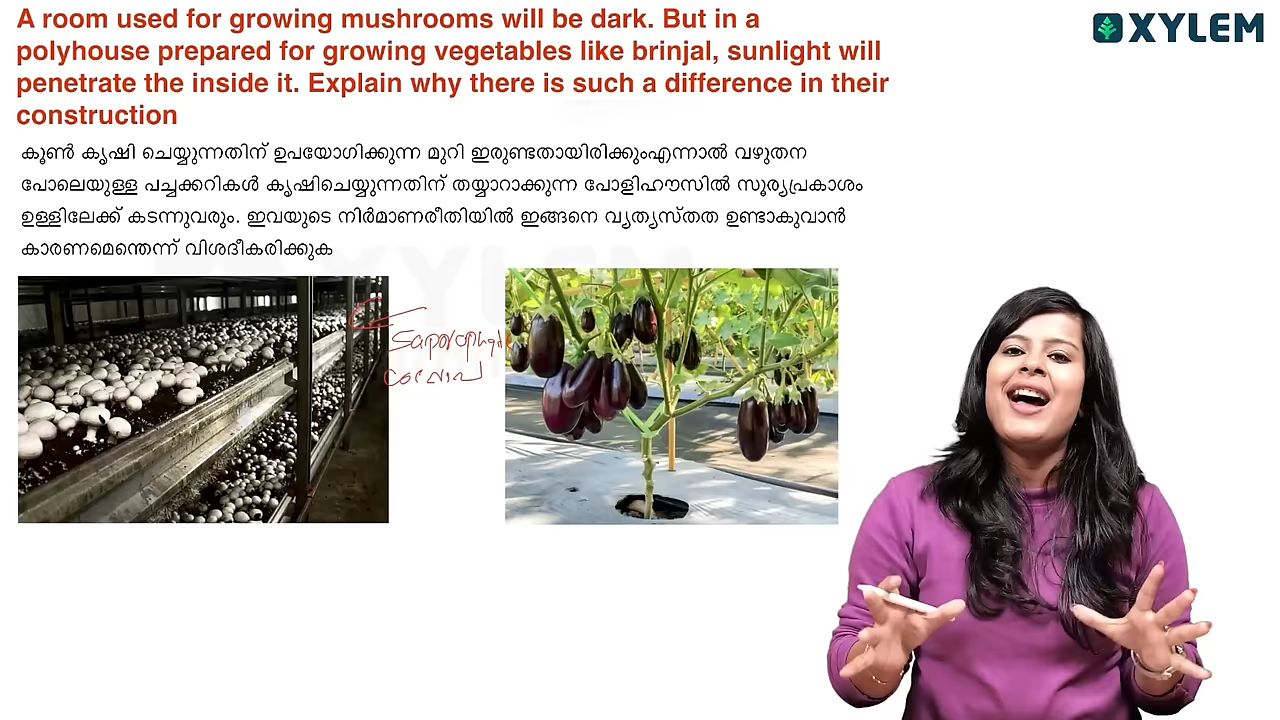 A room used for growing mushrooms will be dark. But in a
polyhouse prepared for growing vegetables like brinjal, sunlight will
penetrate the inside it. Explain why there is such a difference in their
construction
XYLEM
കൂൺ കൃഷി ചെയ്യുന്നതിന് ഉപയോഗിക്കുന്ന മുറി ഇരുണ്ടതായിരിക്കുംഎന്നാൽ വഴുതന
പോലെയുള്ള പച്ചക്കറികൾ കൃഷിചെയ്യുന്നതിന് തയ്യാറാക്കുന്ന പോളിഹൗസിൽ സൂര്യപ്രകാശം
ഉള്ളിലേക്ക് കടന്നുവരും. ഇവയുടെ നിർമാണരീതിയിൽ ഇങ്ങനെ വ്യത്യസ്തത ഉണ്ടാകുവാൻ
കാരണമെന്തെന്ന് വിശദീകരിക്കുക
XYLEM